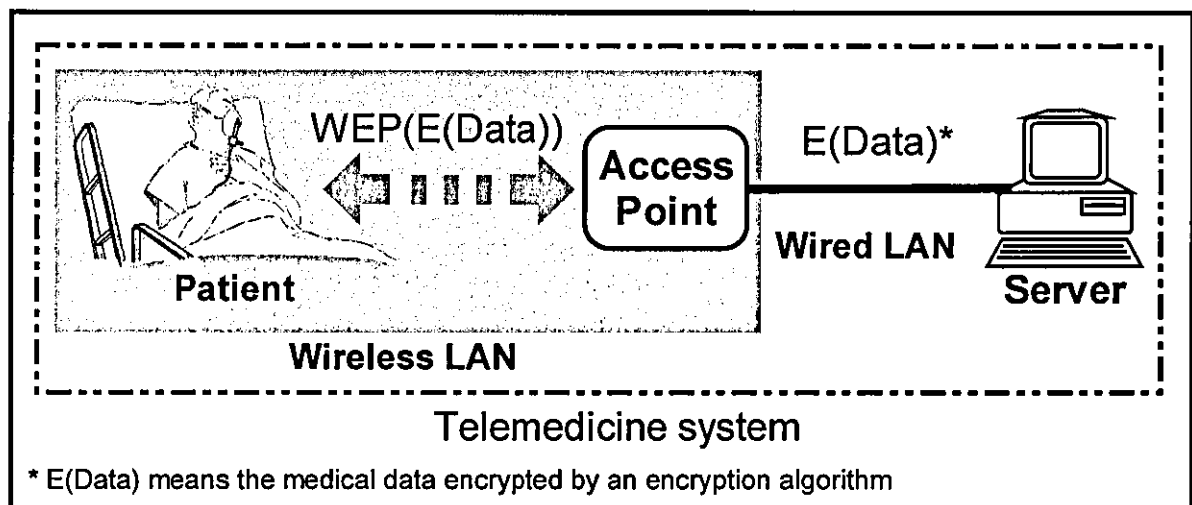 WEP(E(Data))
Access
Point
E(Data)*
Wired LAN
Patient
Server
Wireless LAN
Telemedicine system
* E(Data) means the medical data encrypted by an encryption algorithm